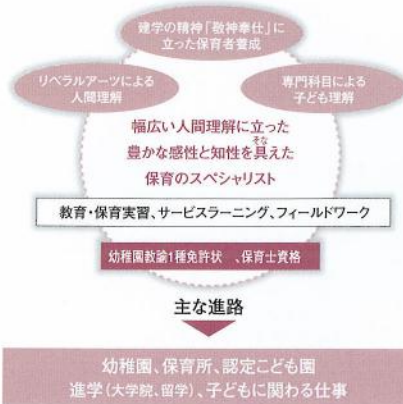 建学の精神「敬神奉仕」に
立った保育者養成
リベラルアーツによる
人間理解
専門科目による
子ども理解
幅広い人間理解に立った
そな
豊かな感性と知性を具えた
保育のスペシャリスト
教育・保育実習、サービスラーニング、フィールドワーク
幼稚園教諭1種免許状 、保育士資格
主な進路
幼稚園、保育所、認定こども園
進学(大学院、留学)、子どもに関わる仕事